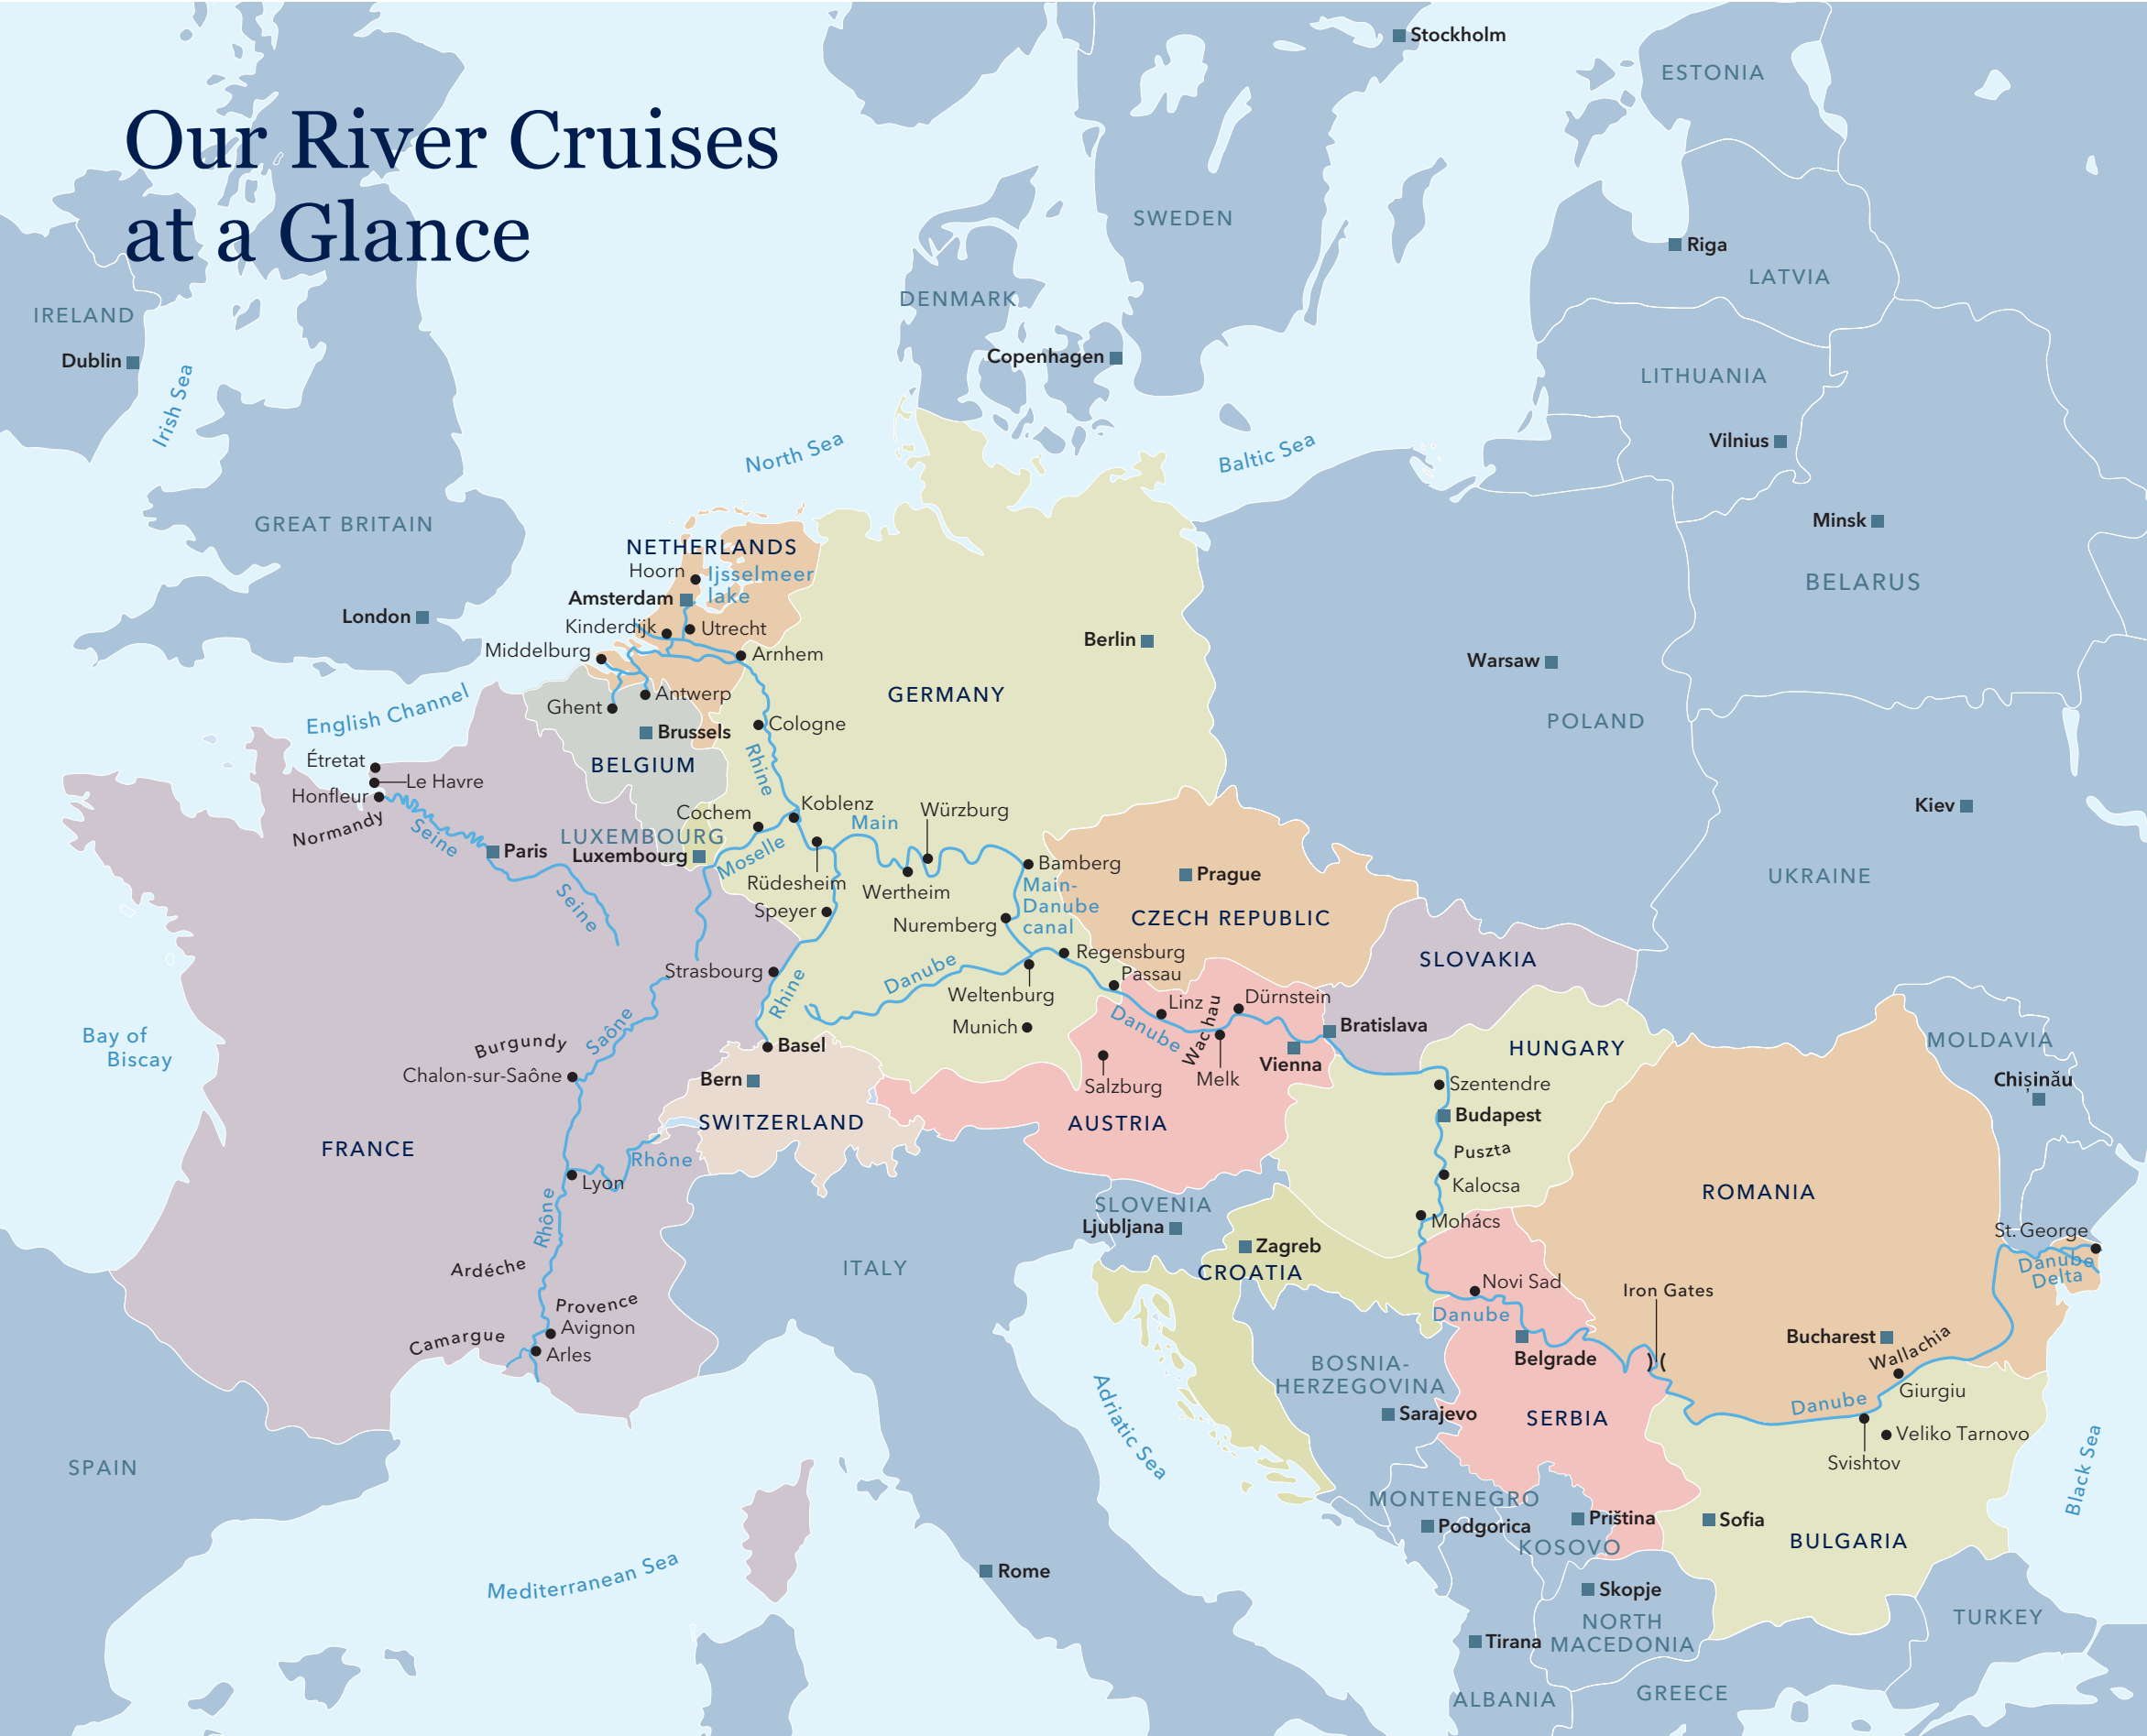 Our River Cruises
at a Glance
Stockholm
ESTONIA
SWEDEN
Riga
LATVIA
IRELAND
Dublin
Irish Sea
DENMARK
Copenhagen
LITHUANIA
Vilnius
North Sea
Baltic Sea
GREAT BRITAIN
Minsk
BELARUS
NETHERLANDS
Hoorn
Ijsselmeer
lake
Amsterdam
London
Kinderdijk
Utrecht
Berlin
Middelburg
Arnhem
Warsaw
English Channel
Ghent
Antwerp
GERMANY
POLAND
Brussels
Cologne
BELGIUM
Rhine
Étretat
Le Havre
Honfleur
Normandy
Seine
Paris
Seine
LUXEMBOURG
Luxembourg
Cochem
Koblenz
Moselle
Main
Würzburg
Rüdesheim
Wertheim
Bamberg
Main-
Danube
canal
Speyer
Nuremberg
Prague
CZECH REPUBLIC
Kiev
UKRAINE
Regensburg
Passau
SLOVAKIA
Strasbourg
Rhine
Danube
Weltenburg
Munich
Linz
Danube
Wachau
Dürnstein
Bratislava
Vienna
Melk
Salzburg
HUNGARY
MOLDAVIA
Chișinău
Bay of
Biscay
Burgundy
Saône
Chalon-sur-Saône
Basel
Bern
SWITZERLAND
AUSTRIA
Szentendre
Budapest
Puszta
Kalocsa
Mohács
FRANCE
Rhône
Lyon
Rhône
ROMANIA
SLOVENIA
Ljubljana
Zagreb
CROATIA
St. George
Danube
Delta
ITALY
Ardéche
Provence
Avignon
Camargue
Arles
Novi Sad
Danube
Belgrade
Iron Gates
Bucharest
Wallachia
Giurgiu
Danube
BOSNIA-
HERZEGOVINA
Sarajevo
SERBIA
Adriatic Sea
Svishtov
Veliko Tarnovo
Black Sea
SPAIN
MONTENEGRO
Podgorica
Priština
KOSOVO
Sofia
BULGARIA
Mediterranean Sea
Rome
Skopje
NORTH
MACEDONIA
TURKEY
Tirana
ALBANIA
GREECE